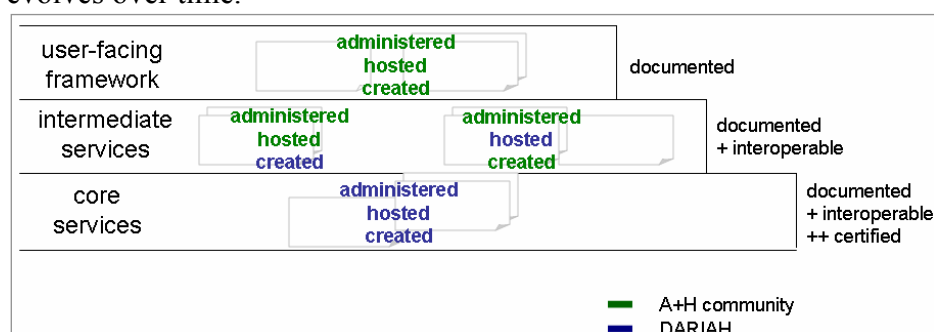 evolves over time.
user-facing
framework
administered
hosted
created
documented
intermediate
services
administered
hosted
created
administered
hosted
created
documented
+ interoperable
core
services
administered
hosted
created
documented
+ interoperable
++ certified
A+H community
DARIAH